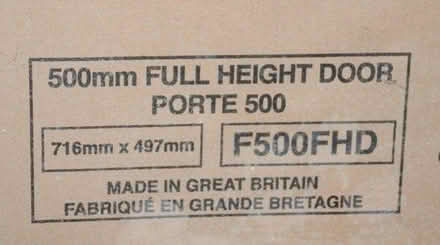 500mm FULL HEIGHT DOOR
PORTE 500
716mm x 497mm F500FHD
MADE IN GREAT BRITAIN
FABRIQUÉ EN GRANDE BRETAGNE